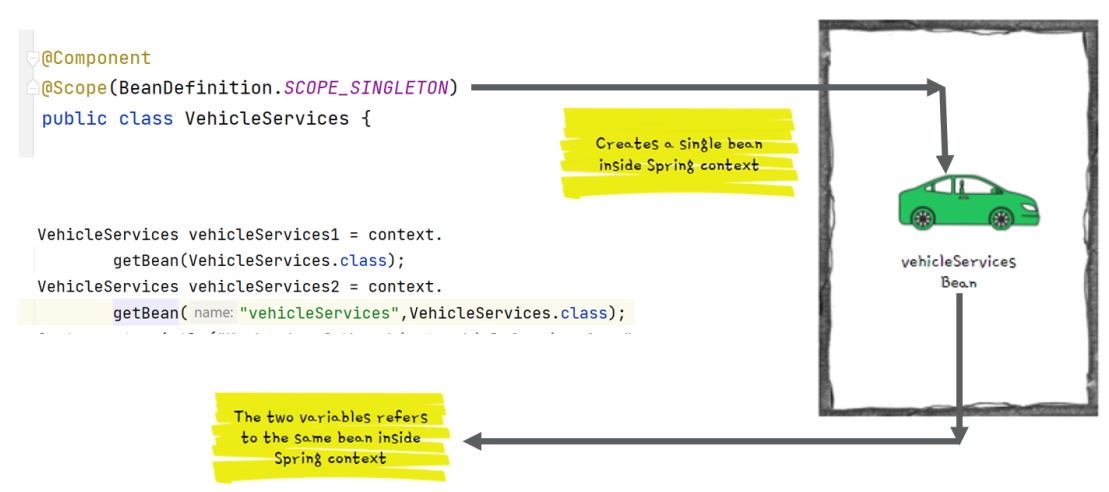 @Component
@Scope(BeanDefinition.SCOPE_SINGLETON)
public class VehicleServices {
Creates a single bean
inside Spring context
VehicleServices vehicleServices1 = context.
getBean(VehicleServices.class);
VehicleServices vehicleServices2 = context.
getBean( name: "vehicleServices",VehicleServices.class);
vehicleServices
Bean
The two variables refers
to the same bean inside
Spring context